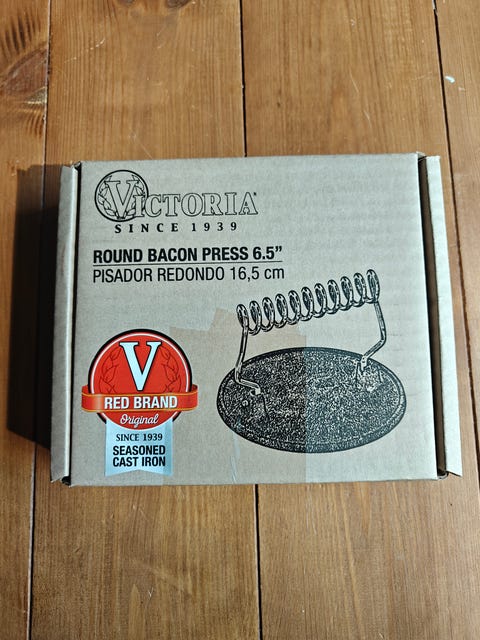 VICTORIA®
SINCE 1939
ROUND BACON PRESS 6.5”
PISADOR REDONDO 16,5 cm
V
RED BRAND
Original
SINCE 1939
SEASONED
CAST IRON